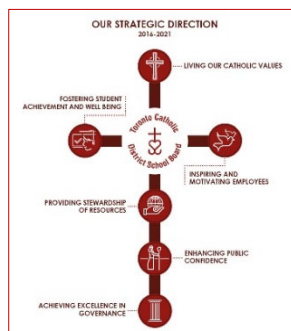 OUR STRATEGIC DIRECTION
2016-2021
LIVING OUR CATHOLIC VALUES
FOSTERING STUDENT
ACHIEVEMENT AND WELL BEING
Toronto Catholic
District School Board
INSPIRING AND
MOTIVATING EMPLOYEES
PROVIDING STEWARDSHIP
OF RESOURCES
ENHANCING PUBLIC
CONFIDENCE
ACHIEVING EXCELLENCE IN
GOVERNANCE